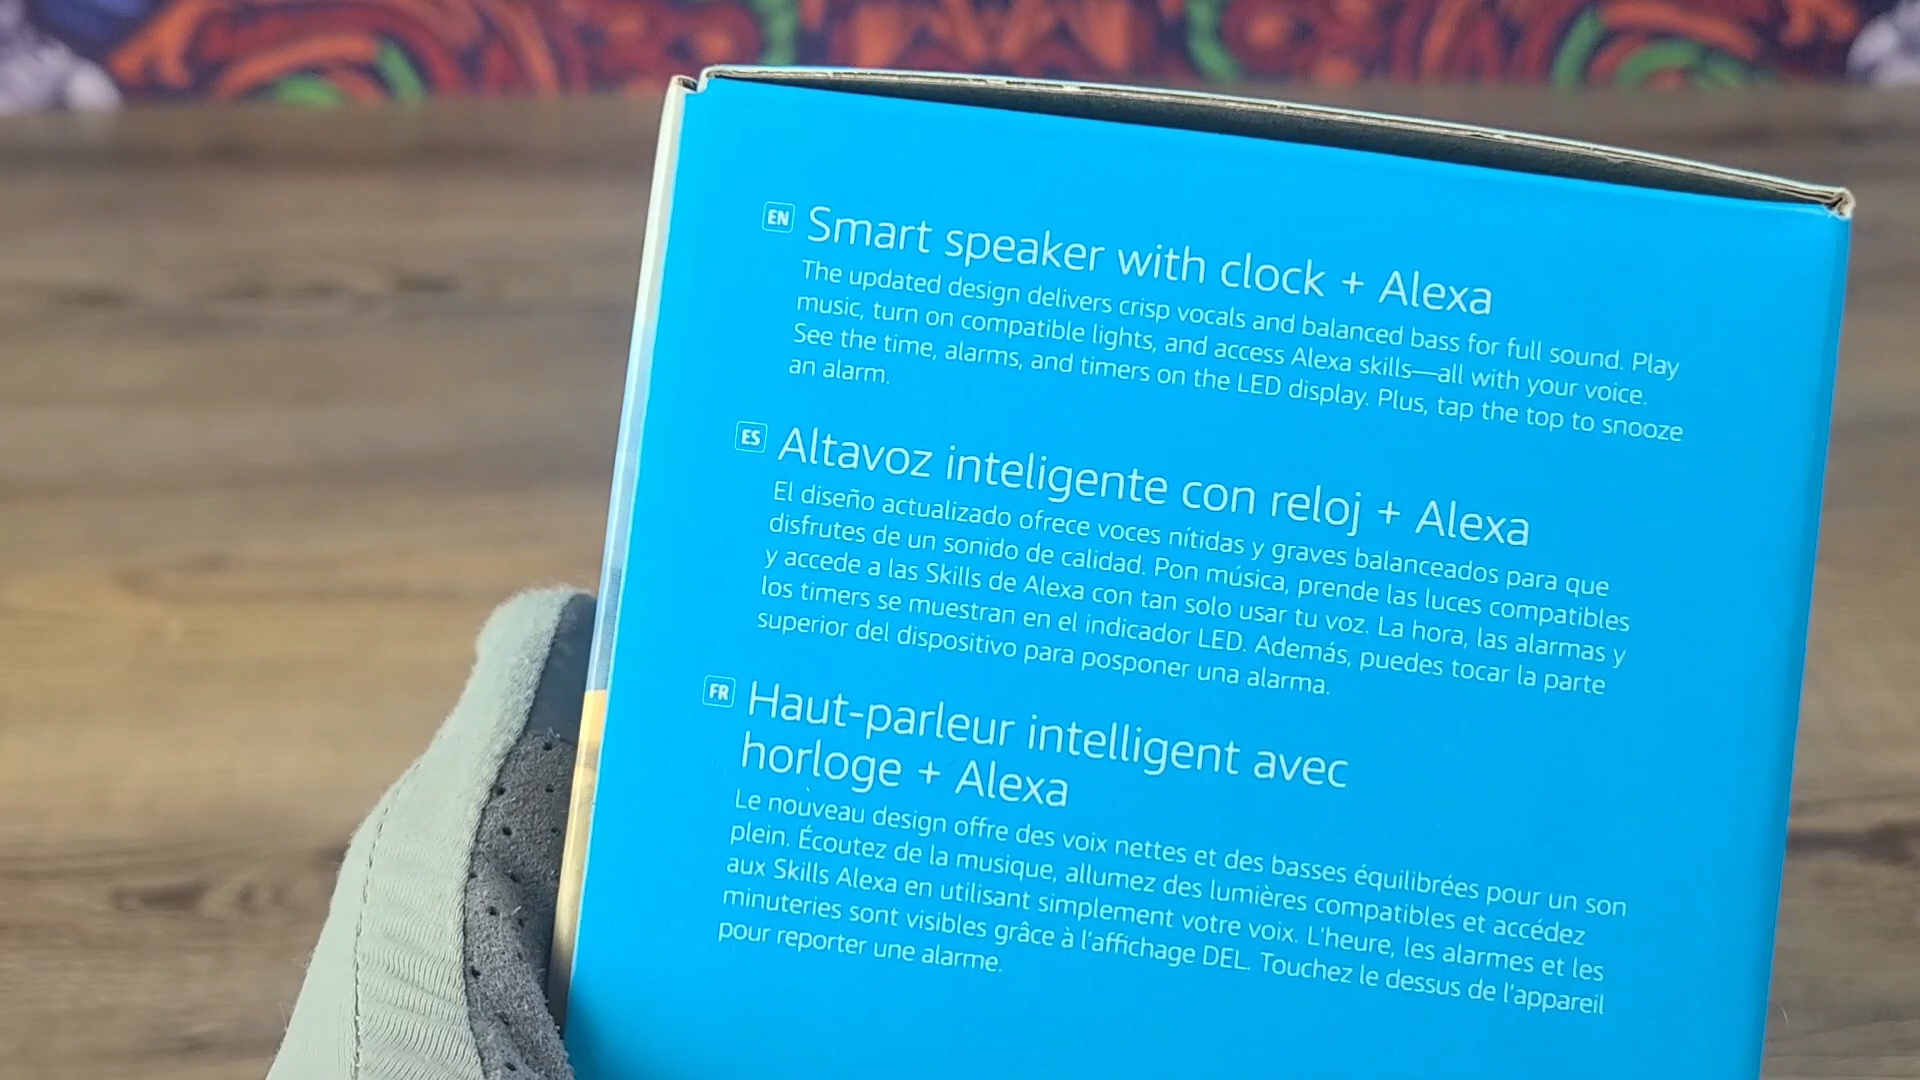 EN Smart speaker with clock + Alexa
The updated design delivers crisp vocals and balanced bass for full sound. Play
music, turn on compatible lights, and access Alexa skills—all with your voice.
See the time, alarms, and timers on the LED display. Plus, tap the top to snooze
an alarm.
ES Altavoz inteligente con reloj + Alexa
El diseño actualizado ofrece voces nítidas y graves balanceados para que
disfrutes de un sonido de calidad. Pon música, prende las luces compatibles
y accede a las Skills de Alexa con tan solo usar tu voz. La hora, las alarmas y
los timers se muestran en el indicador LED. Además, puedes tocar la parte
superior del dispositivo para posponer una alarma.
FR Haut-parleur intelligent avec
horloge + Alexa
Le nouveau design offre des voix nettes et des basses équilibrées pour un son
plein. Écoutez de la musique, allumez des lumières compatibles et accédez
aux Skills Alexa en utilisant simplement votre voix. L'heure, les alarmes et les
minuteries sont visibles grâce à l'affichage DEL. Touchez le dessus de l'appareil
pour reporter une alarme.